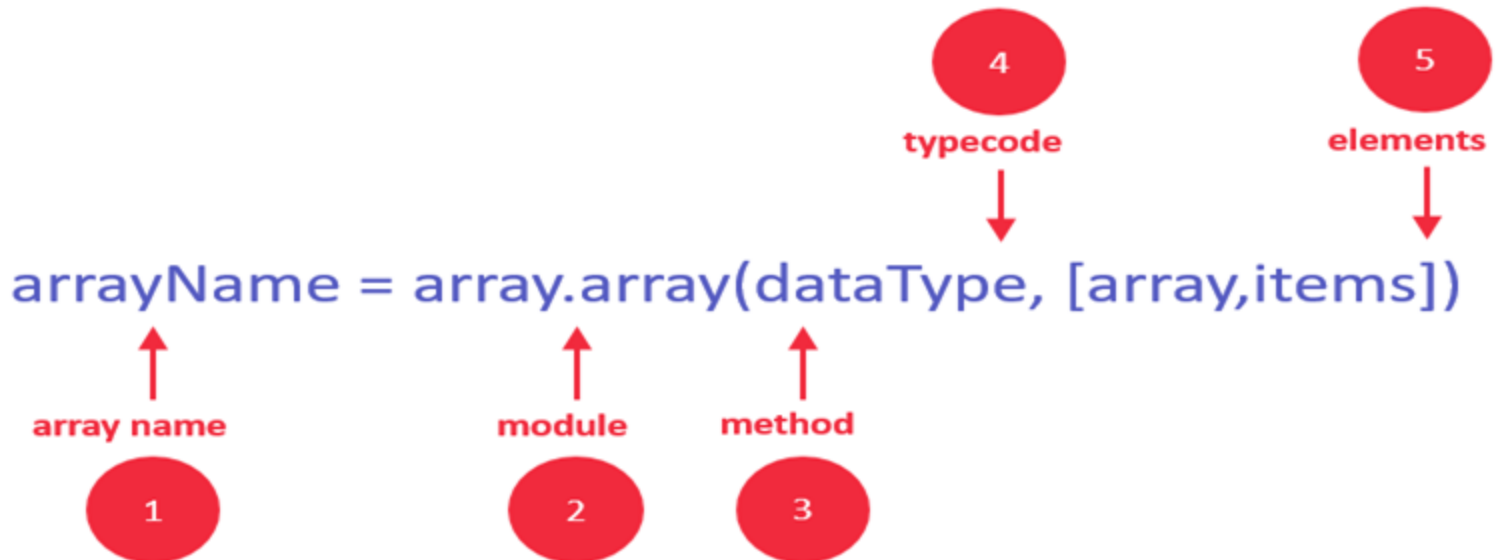 4 5
typecode elements
arrayName = array.array(dataType, [array,items])
array name module method
1 2 3